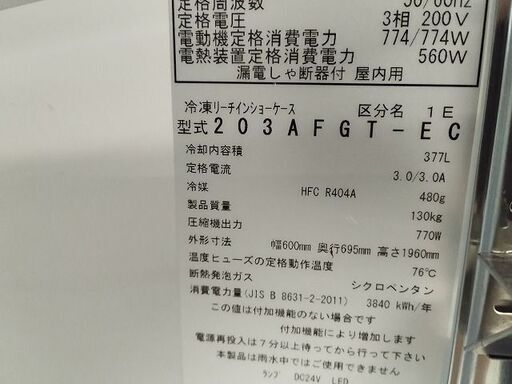 定格周波数 50/60Hz
定格電圧 3相 200V
電動機定格消費電力 774/774W
電熱装置定格消費電力 560W
漏電しゃ断器付 屋内用
冷凍リーチインショーケース 区分名 1E
型式 203AFGT-EC
冷却内容積 377L
定格電流 3.0/3.0A
冷媒 HFC R404A 480g
製品質量 130kg
圧縮機出力 770W
外形寸法 幅600mm 奥行695mm 高さ1960mm
温度ヒューズの定格動作温度 76℃
断熱発泡ガス シクロペンタン
消費電力量(JIS B 8631-2-2011) 3840 kWh/年
この値は付加機能のない場合です
付加機能により増加します
電源再投入は7分以上待ってから行って下さい
本製品は雨水中ではご使用できません
ランプ DC24V LED